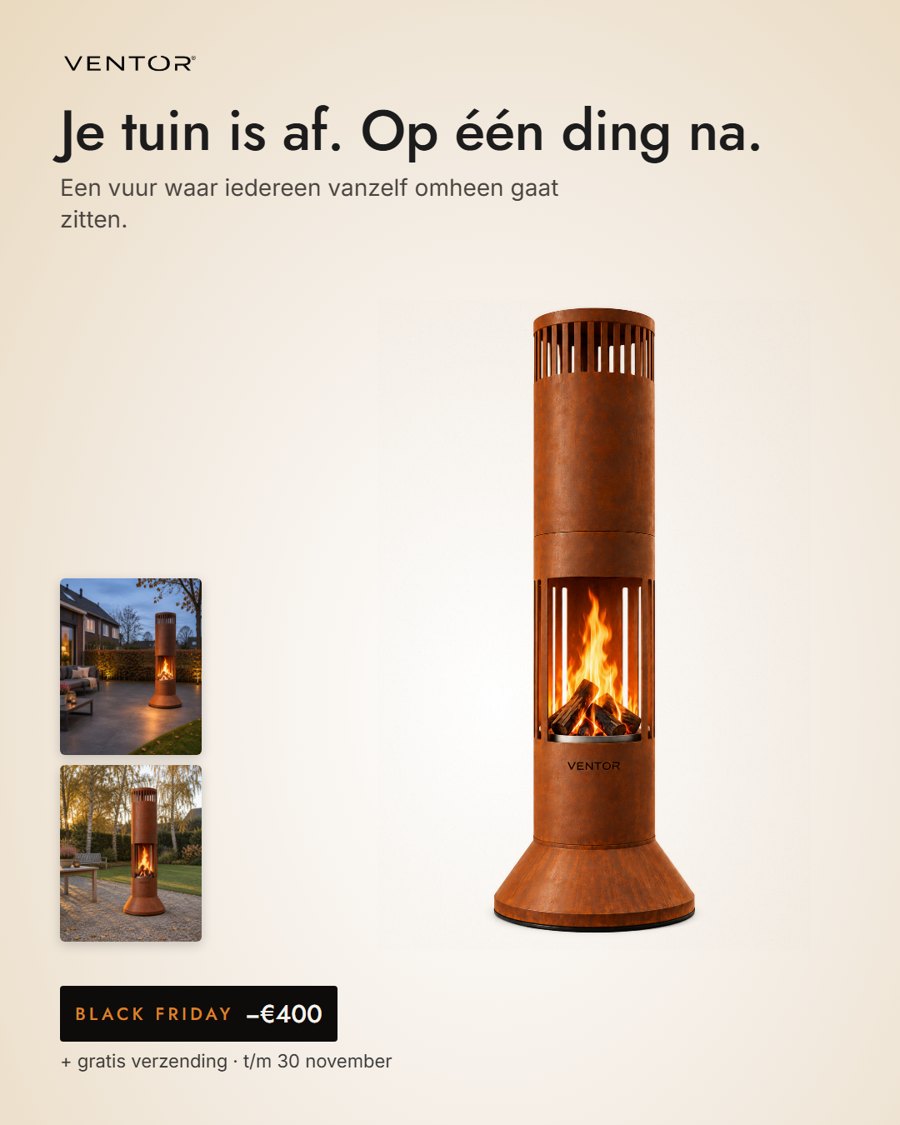 VENTOR®
Je tuin is af. Op één ding na.
Een vuur waar iedereen vanzelf omheen gaat
zitten.
VENTOR
BLACK FRIDAY –€400
+ gratis verzending · t/m 30 november